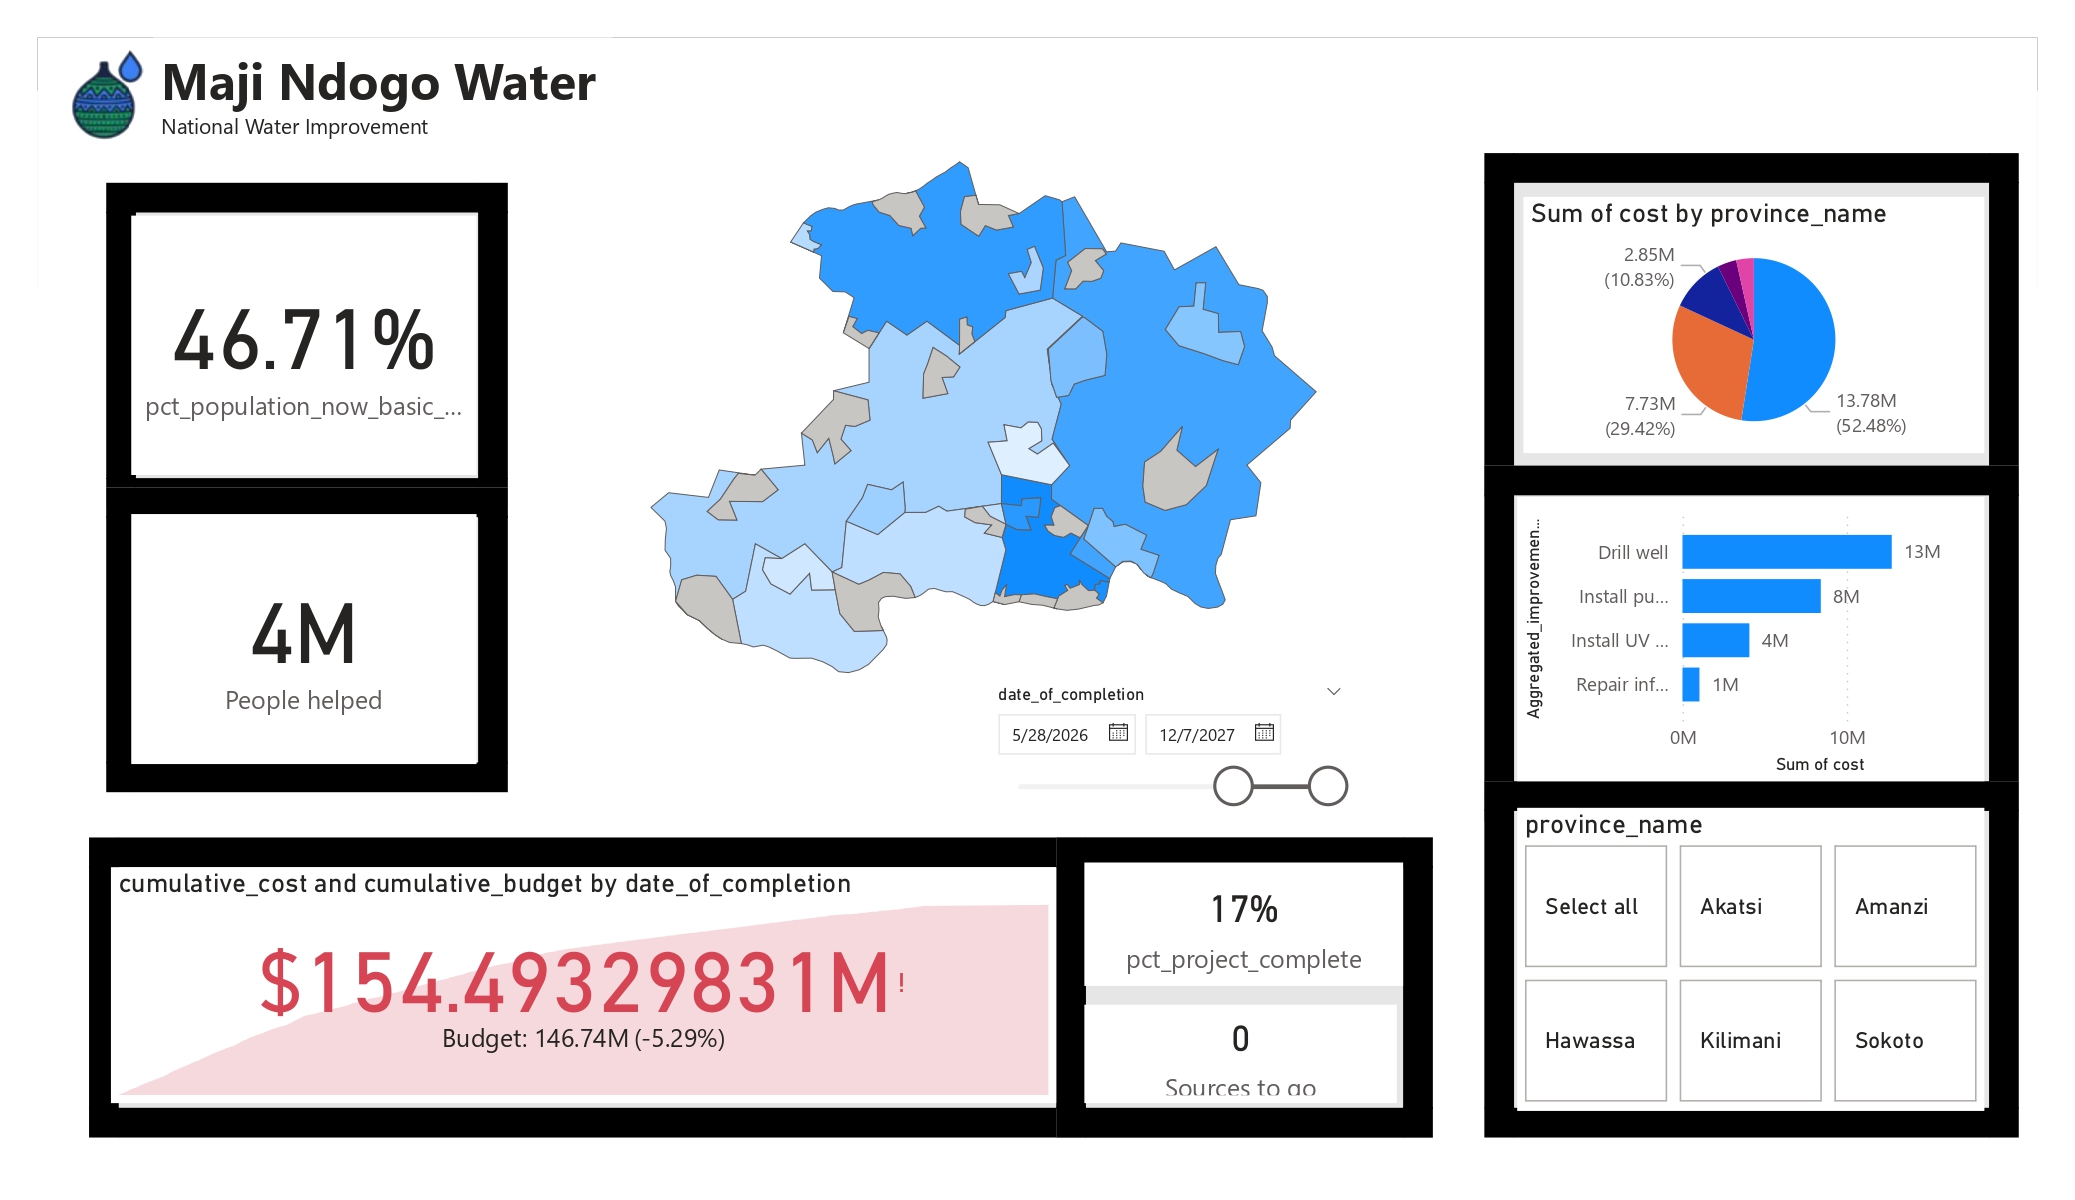 Maji Ndogo Water
National Water Improvement
46.71%
pct_population_now_basic_...
4M
People helped
date_of_completion
5/28/2026
12/7/2027
Sum of cost by province_name
2.85M
(10.83%)
7.73M
(29.42%)
13.78M
(52.48%)
Aggregated_improvemen...
Drill well
13M
Install pu...
8M
Install UV ...
4M
Repair inf...
1M
0M
10M
Sum of cost
province_name
Select all
Akatsi
Amanzi
Hawassa
Kilimani
Sokoto
cumulative_cost and cumulative_budget by date_of_completion
$154.49329831M!
Budget: 146.74M (-5.29%)
17%
pct_project_complete
0
Sources to go